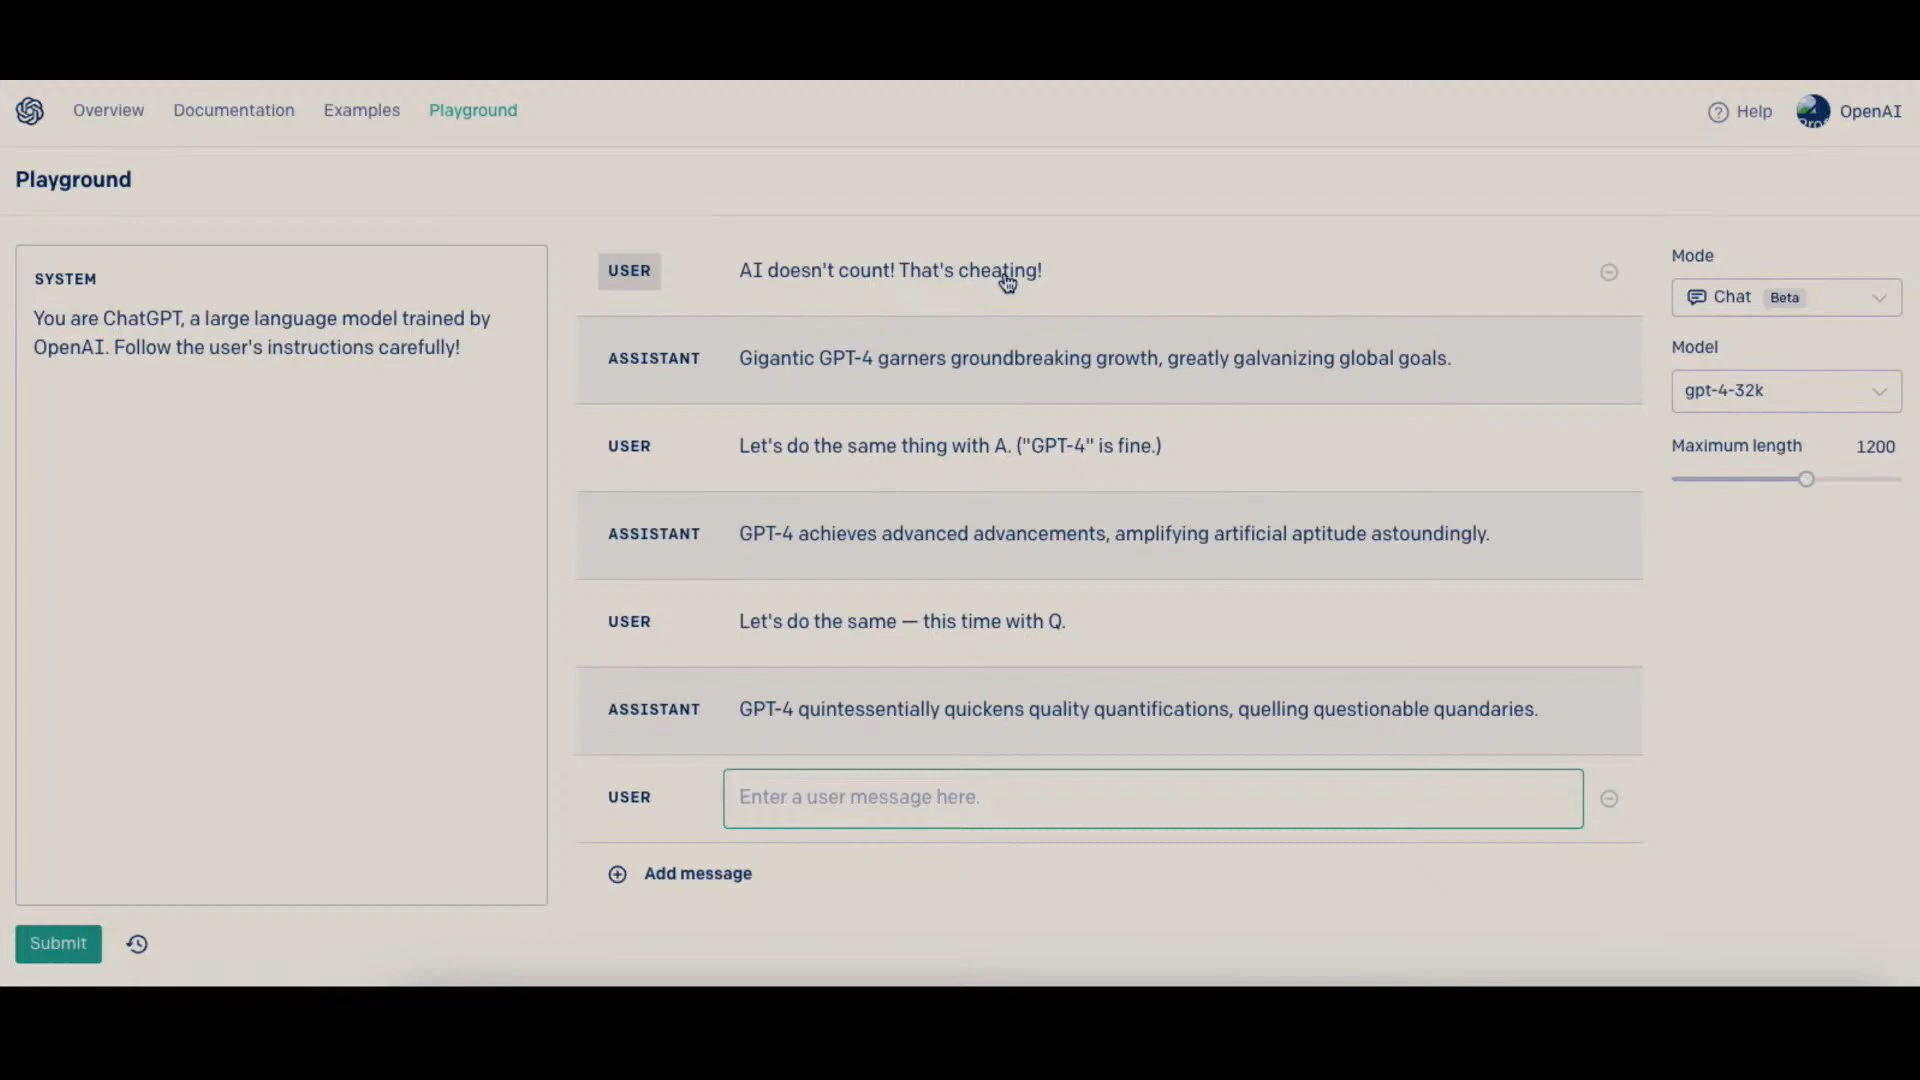 Overview Documentation Examples Playground Help OpenAI
Playground
SYSTEM
You are ChatGPT, a large language model trained by
OpenAI. Follow the user's instructions carefully!
USER AI doesn't count! That's cheating!
ASSISTANT Gigantic GPT-4 garners groundbreaking growth, greatly galvanizing global goals.
USER Let's do the same thing with A. ("GPT-4" is fine.)
ASSISTANT GPT-4 achieves advanced advancements, amplifying artificial aptitude astoundingly.
USER Let's do the same — this time with Q.
ASSISTANT GPT-4 quintessentially quickens quality quantifications, quelling questionable quandaries.
USER Enter a user message here.
Add message
Mode
Chat Beta
Model
gpt-4-32k
Maximum length 1200
Submit